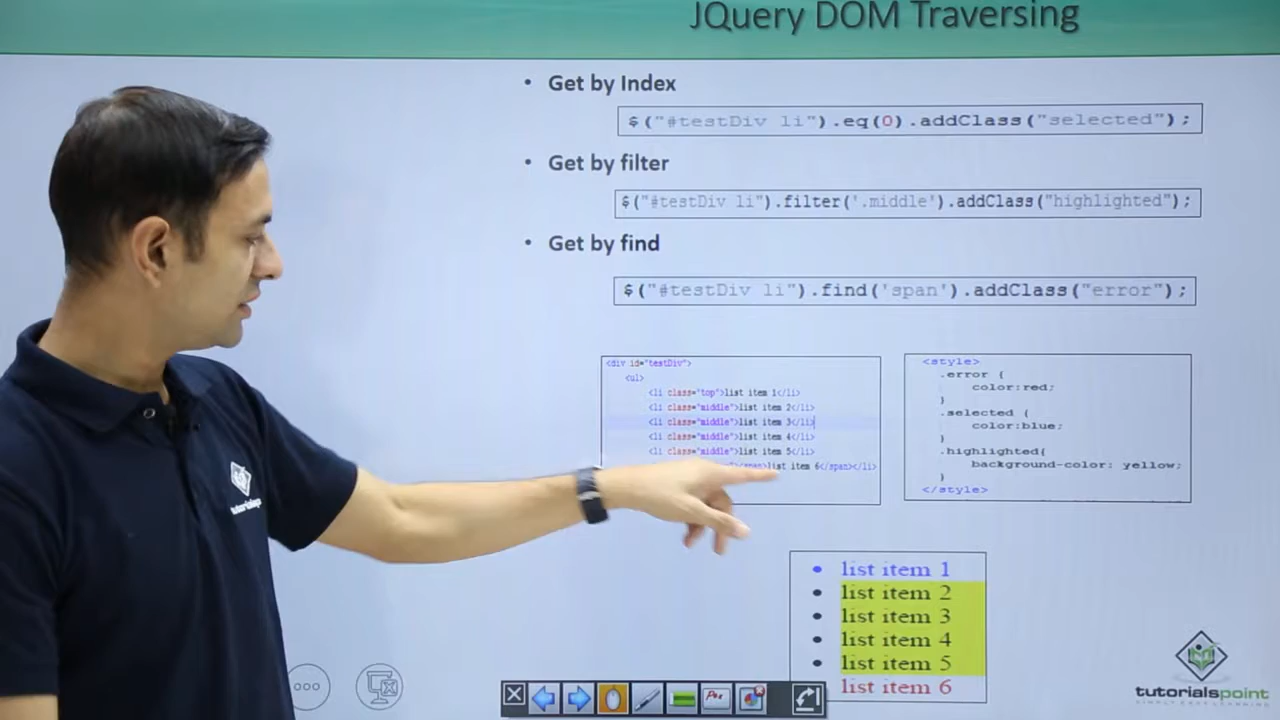 JQuery DOM Traversing
• Get by Index
$("#testDiv li").eq(0).addClass("selected");
• Get by filter
$("#testDiv li").filter('.middle').addClass("highlighted");
• Get by find
$("#testDiv li").find('span').addClass("error");
<div id="testDiv">
<ul>
<li class="top">list item 1</li>
<li class="middle">list item 2</li>
<li class="middle">list item 3</li>
<li class="middle">list item 4</li>
<li class="middle">list item 5</li>
<span>list item 6</span></li>
<style>
.error {
color:red;
}
.selected {
color:blue;
}
.highlighted{
background-color: yellow;
}
</style>
• list item 1
• list item 2
• list item 3
• list item 4
• list item 5
list item 6
tutorialspoint
SIMPLY EASY LEARNING